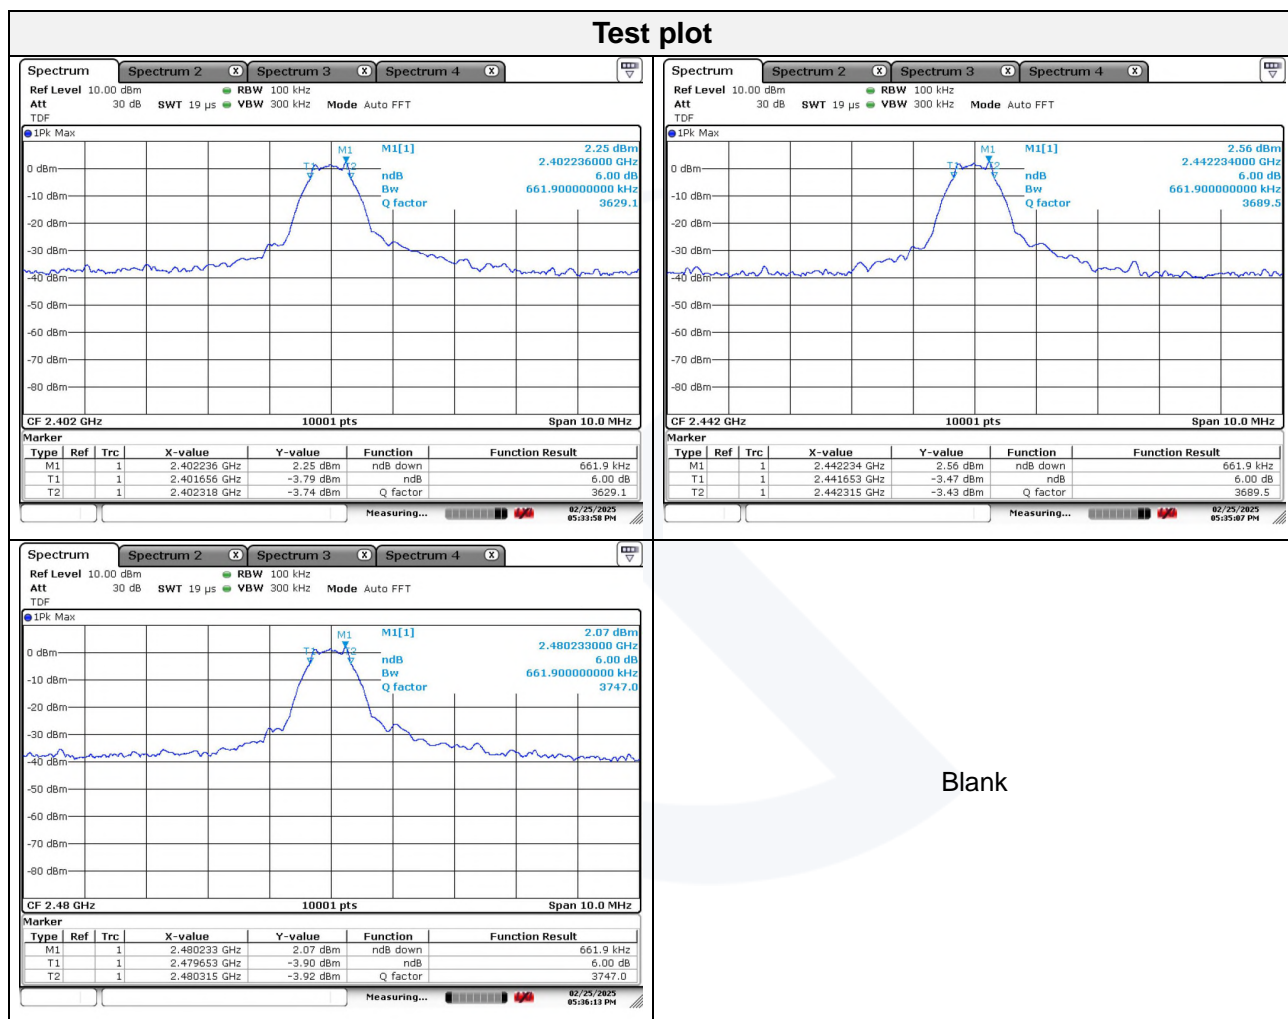 Test plot
Spectrum Spectrum 2 X Spectrum 3 X Spectrum 4 X
Ref Level 10.00 dBm RBW 100 kHz
Att 30 dB SWT 19 µs VBW 300 kHz Mode Auto FFT
TDF
1Pk Max
M1 M1[1] 2.25 dBm
2.402236000 GHz
0 dBm T1 T2 ndB 6.00 dB
Bw 661.900000000 kHz
-10 dBm Q factor 3629.1
-20 dBm
-30 dBm
-40 dBm
-50 dBm
-60 dBm
-70 dBm
-80 dBm
CF 2.402 GHz 10001 pts Span 10.0 MHz
Marker
Type Ref Trc X-value Y-value Function Function Result
M1 1 2.402236 GHz 2.25 dBm ndB down 661.9 kHz
T1 1 2.401656 GHz -3.79 dBm ndB 6.00 dB
T2 1 2.402318 GHz -3.74 dBm Q factor 3629.1
Measuring... 02/25/2025
05:33:58 PM
Spectrum Spectrum 2 X Spectrum 3 X Spectrum 4 X
Ref Level 10.00 dBm RBW 100 kHz
Att 30 dB SWT 19 µs VBW 300 kHz Mode Auto FFT
TDF
1Pk Max
M1 M1[1] 2.56 dBm
2.442234000 GHz
0 dBm T1 T2 ndB 6.00 dB
Bw 661.900000000 kHz
-10 dBm Q factor 3689.5
-20 dBm
-30 dBm
-40 dBm
-50 dBm
-60 dBm
-70 dBm
-80 dBm
CF 2.442 GHz 10001 pts Span 10.0 MHz
Marker
Type Ref Trc X-value Y-value Function Function Result
M1 1 2.442234 GHz 2.56 dBm ndB down 661.9 kHz
T1 1 2.441653 GHz -3.47 dBm ndB 6.00 dB
T2 1 2.442315 GHz -3.43 dBm Q factor 3689.5
Measuring... 02/25/2025
05:35:07 PM
Spectrum Spectrum 2 X Spectrum 3 X Spectrum 4 X
Ref Level 10.00 dBm RBW 100 kHz
Att 30 dB SWT 19 µs VBW 300 kHz Mode Auto FFT
TDF
1Pk Max
M1 M1[1] 2.07 dBm
2.480233000 GHz
0 dBm T1 T2 ndB 6.00 dB
Bw 661.900000000 kHz
-10 dBm Q factor 3747.0
-20 dBm
-30 dBm
-40 dBm
-50 dBm
-60 dBm
-70 dBm
-80 dBm
CF 2.48 GHz 10001 pts Span 10.0 MHz
Marker
Type Ref Trc X-value Y-value Function Function Result
M1 1 2.480233 GHz 2.07 dBm ndB down 661.9 kHz
T1 1 2.479653 GHz -3.90 dBm ndB 6.00 dB
T2 1 2.480315 GHz -3.92 dBm Q factor 3747.0
Measuring... 02/25/2025
05:36:13 PM
Blank